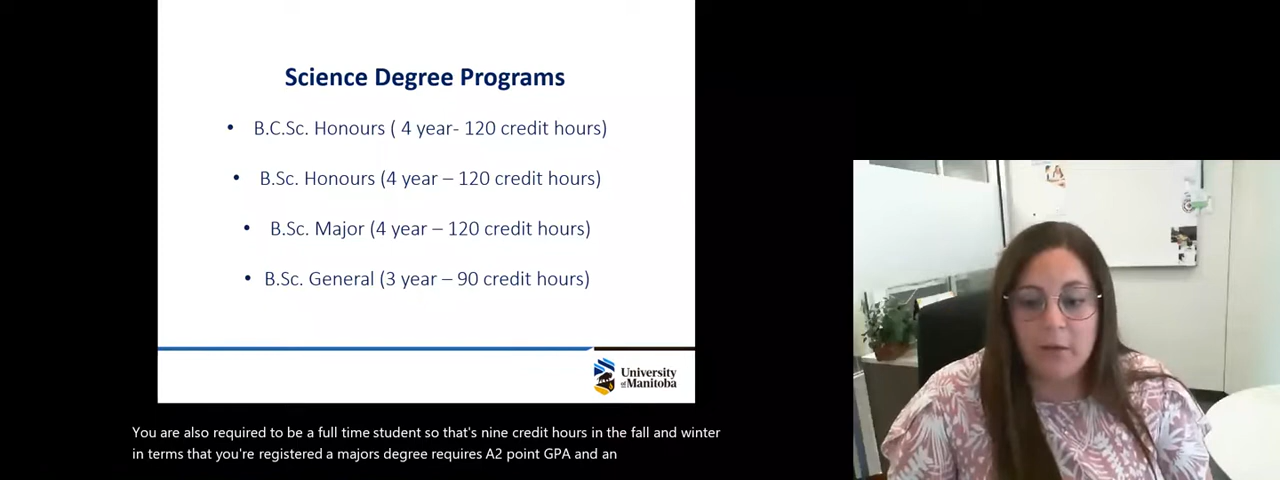 Science Degree Programs
• B.C.Sc. Honours ( 4 year- 120 credit hours)
• B.Sc. Honours (4 year – 120 credit hours)
• B.Sc. Major (4 year – 120 credit hours)
• B.Sc. General (3 year – 90 credit hours)
University
of Manitoba
You are also required to be a full time student so that's nine credit hours in the fall and winter
in terms that you're registered a majors degree requires A2 point GPA and an